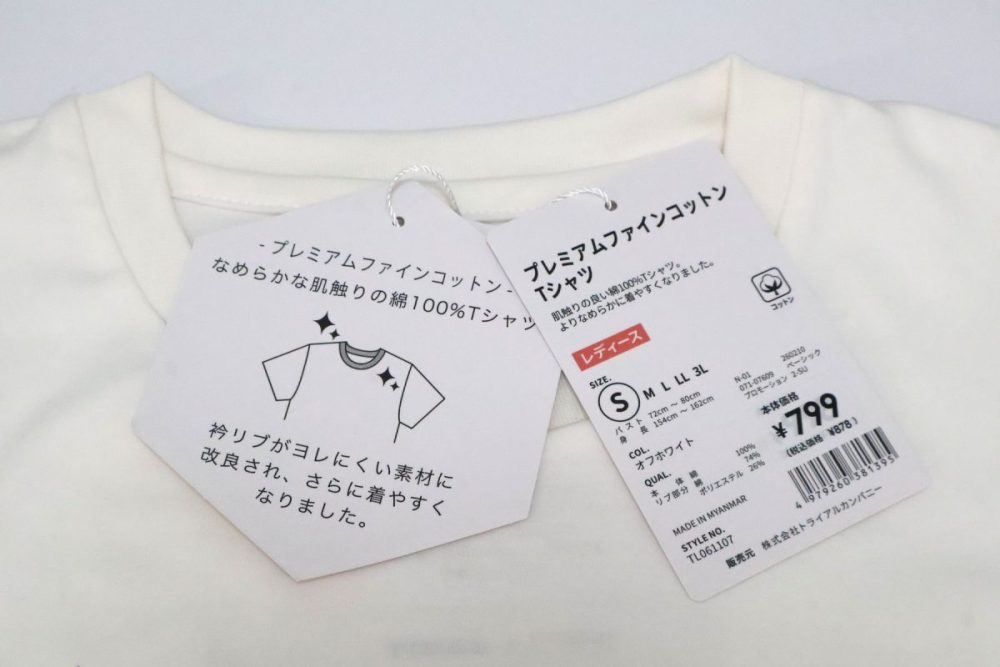 - プレミアムファインコットン -
なめらかな肌触りの綿100%Tシャツ
衿リブがヨレにくい素材に
改良され、さらに着やすく
なりました。
プレミアムファインコットン
Tシャツ
肌触りの良い綿100%Tシャツ。
よりなめらかに着やすくなりました。
コットン
レディース
SIZE.
S M L LL 3L
バスト 72cm ～ 80cm
身 長 154cm ～ 162cm
COL.
オフホワイト
QUAL.
本 体 綿 100%
リブ部分 綿 74%
ポリエステル 26%
MADE IN MYANMAR
STYLE NO.
TL061107
N-01 260210
071-07609 ベーシック
プロモーション 2-SU
本体価格
¥799
(税込価格 ¥878)
4 979260 381393
販売元 株式会社トライアルカンパニー